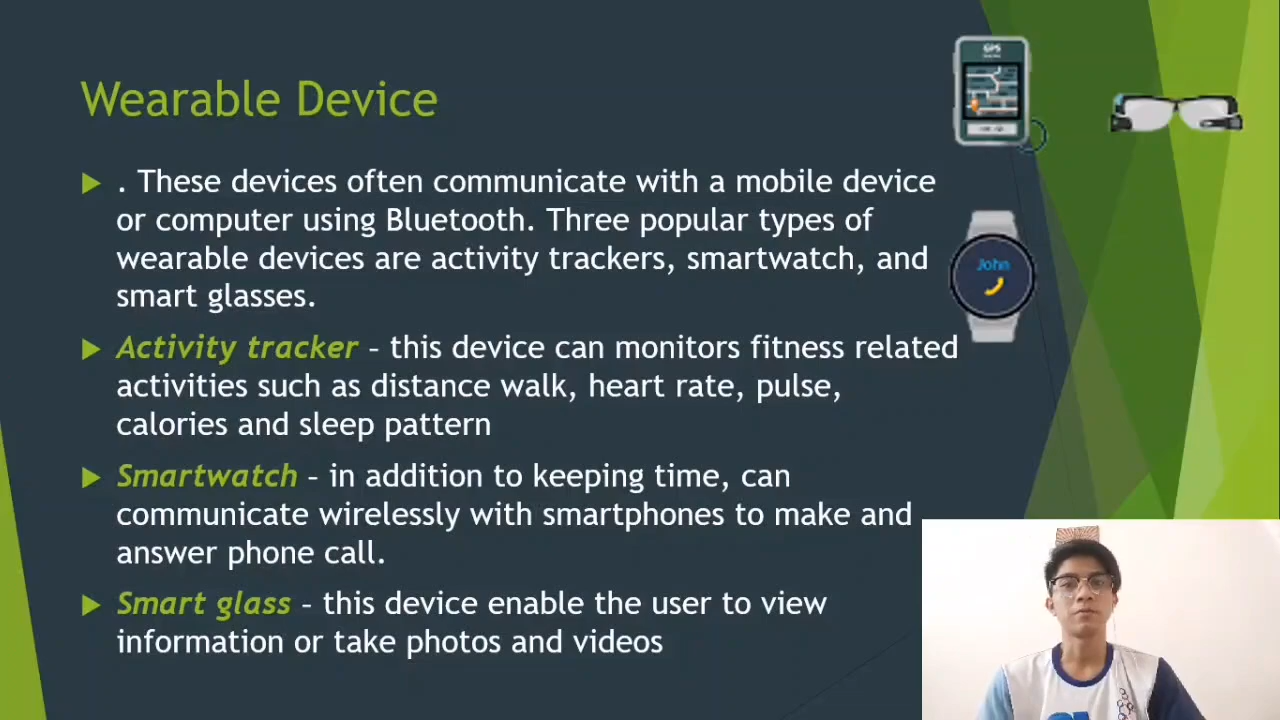 Wearable Device
. These devices often communicate with a mobile device
or computer using Bluetooth. Three popular types of
wearable devices are activity trackers, smartwatch, and
smart glasses.
Activity tracker – this device can monitors fitness related
activities such as distance walk, heart rate, pulse,
calories and sleep pattern
Smartwatch – in addition to keeping time, can
communicate wirelessly with smartphones to make and
answer phone call.
Smart glass – this device enable the user to view
information or take photos and videos
GPS
John